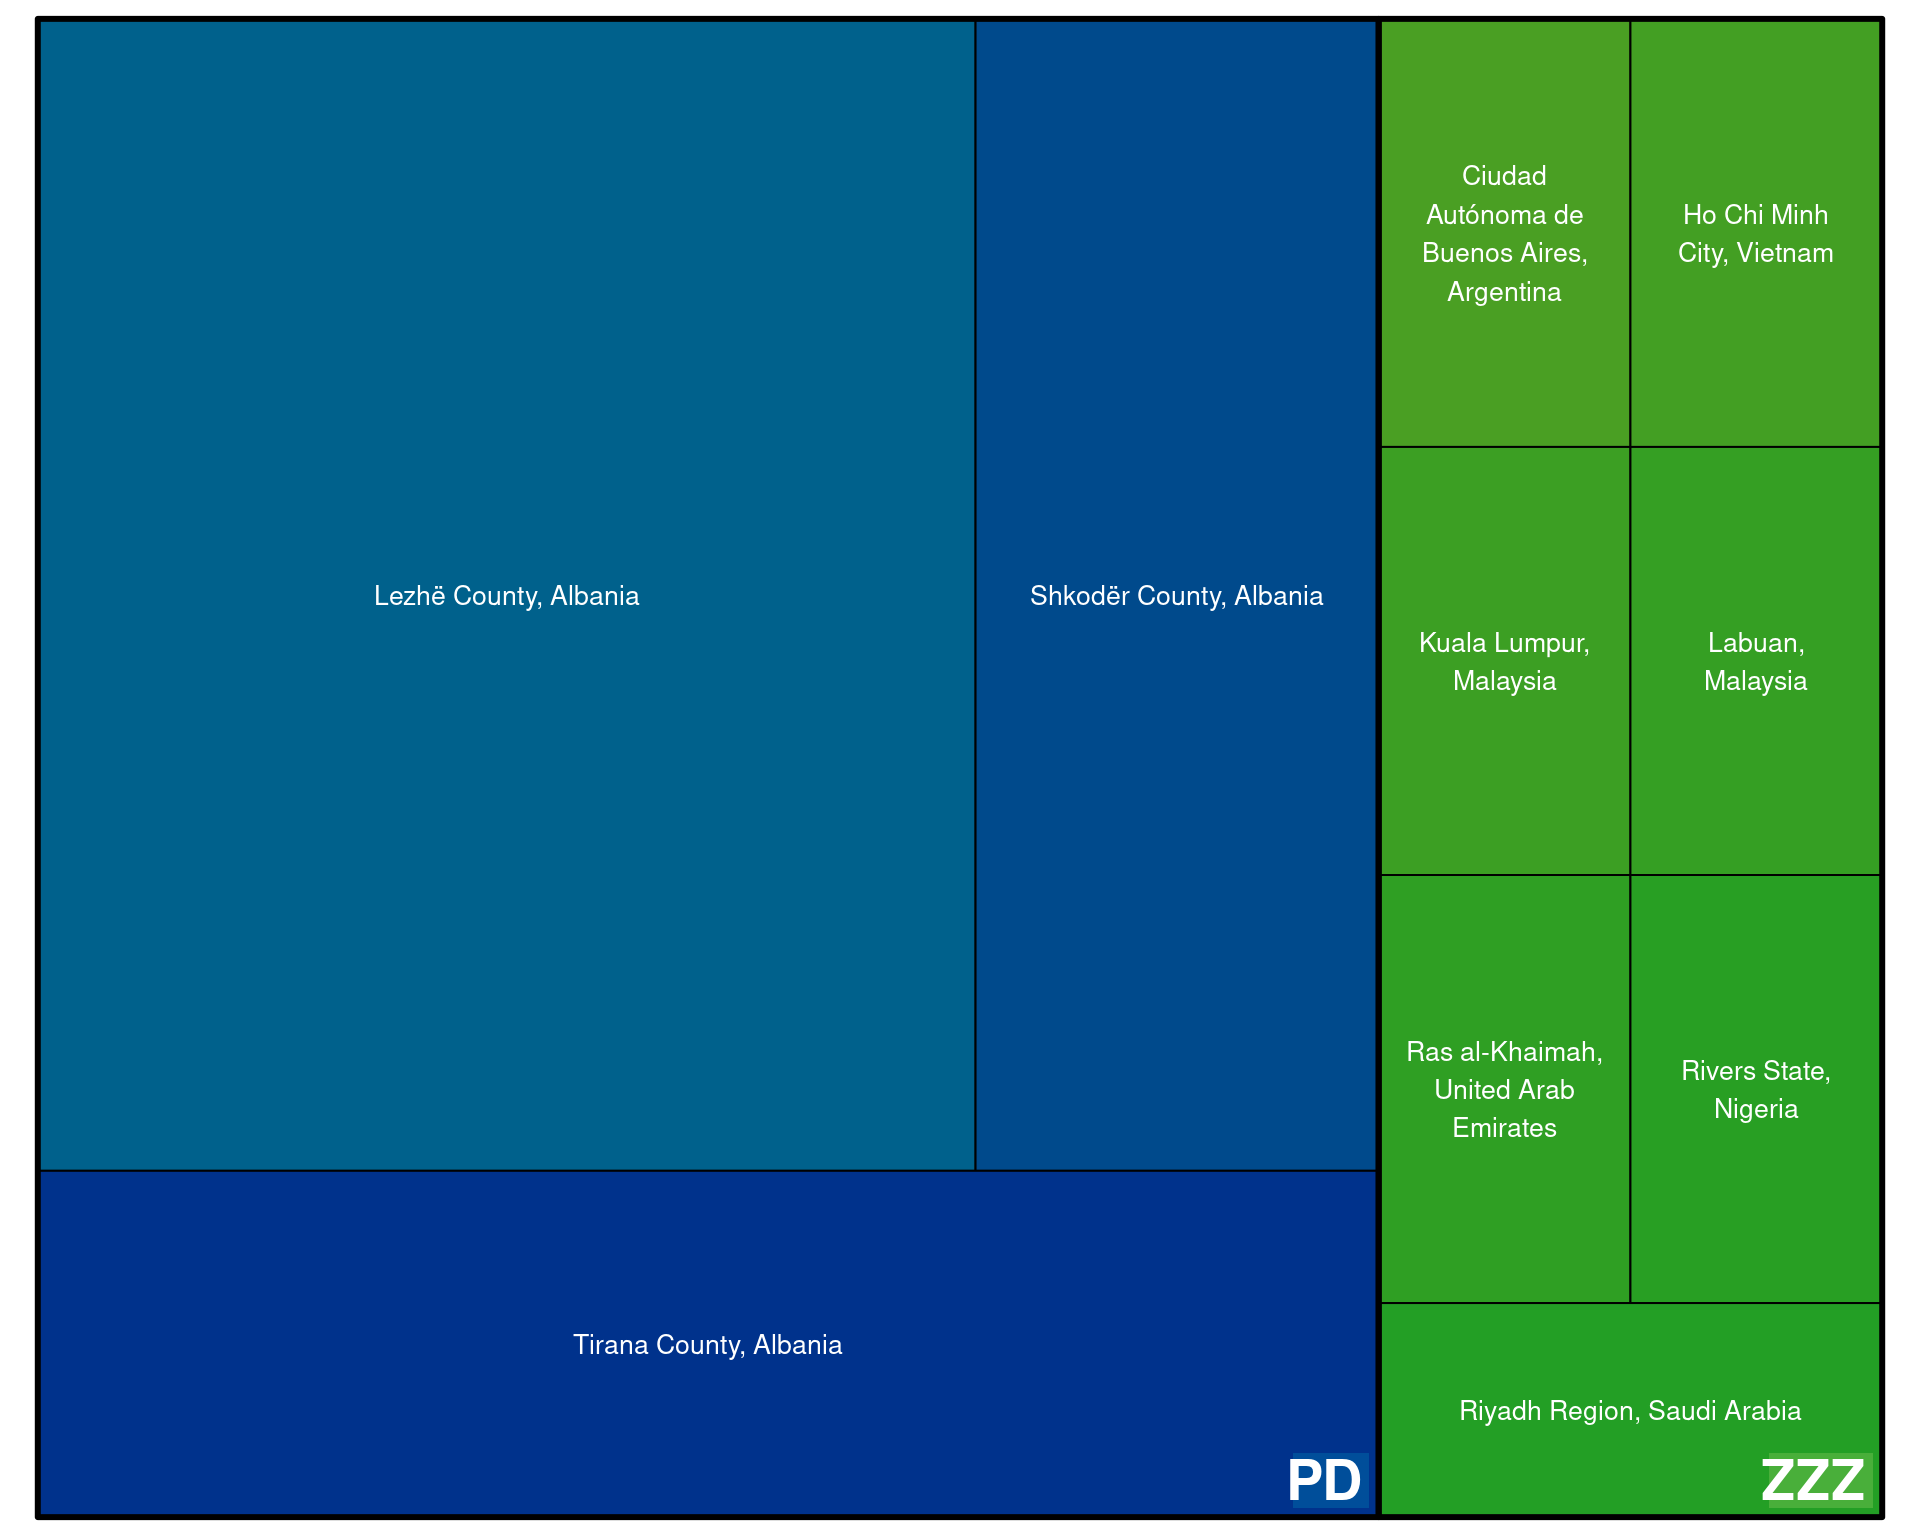 Lezhë County, Albania
Shkodër County, Albania
Tirana County, Albania
PD
Ciudad
Autónoma de
Buenos Aires,
Argentina
Ho Chi Minh
City, Vietnam
Kuala Lumpur,
Malaysia
Labuan,
Malaysia
Ras al-Khaimah,
United Arab
Emirates
Rivers State,
Nigeria
Riyadh Region, Saudi Arabia
ZZZ